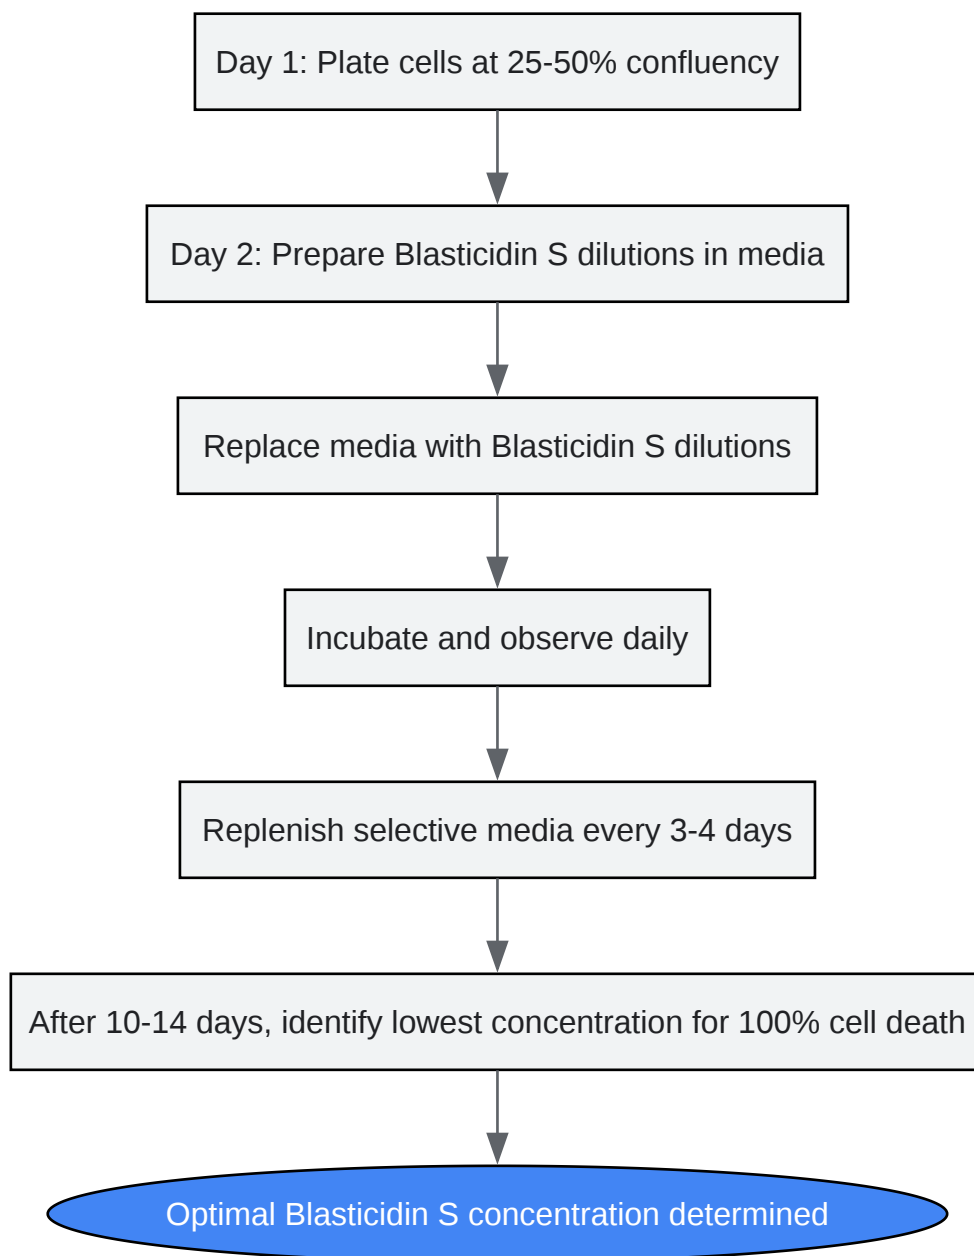 Day 1: Plate cells at 25-50% confluency
Day 2: Prepare Blasticidin S dilutions in media
Replace media with Blasticidin S dilutions
Incubate and observe daily
Replenish selective media every 3-4 days
After 10-14 days, identify lowest concentration for 100% cell death
Optimal Blasticidin S concentration determined